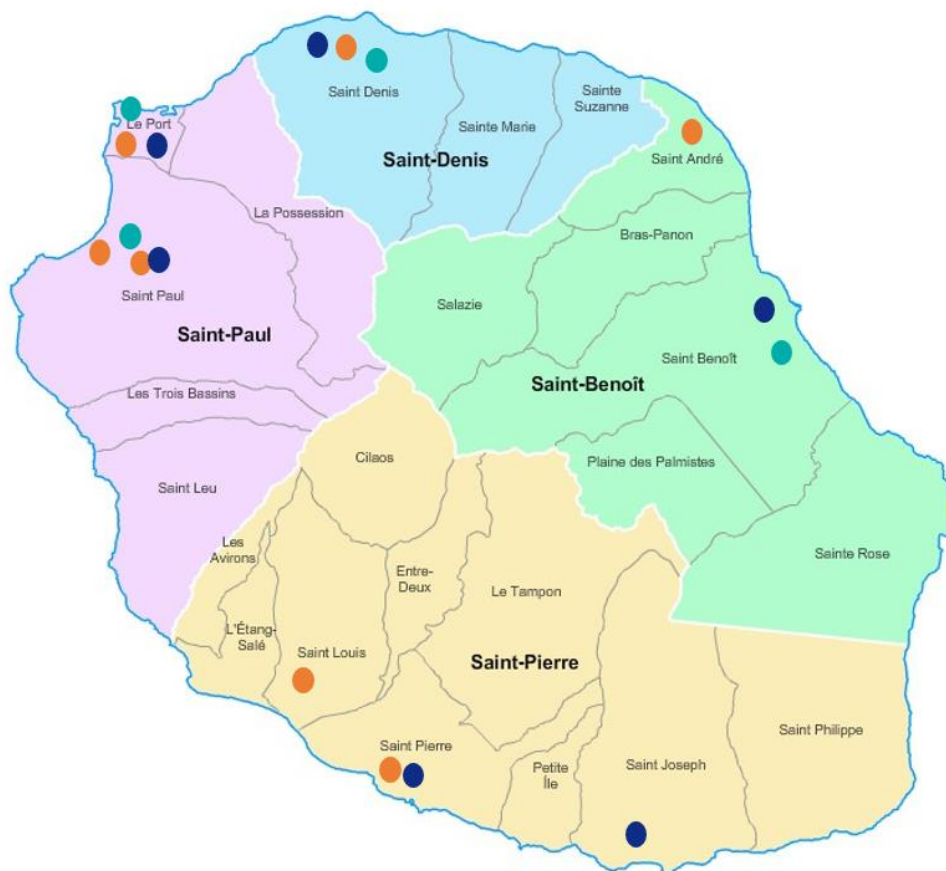 Saint Denis
Sainte Marie
Sainte
Suzanne
Saint-Denis
Le Port
Saint André
La Possession
Bras-Panon
Saint Paul
Salazie
Saint-Paul
Saint Benoît
Saint-Benoît
Les Trois Bassins
Cilaos
Plaine des Palmistes
Saint Leu
Les
Avirons
Entre-
Deux
Le Tampon
Sainte Rose
L'Étang-
Salé
Saint Louis
Saint-Pierre
Saint Pierre
Petite
Île
Saint Joseph
Saint Philippe